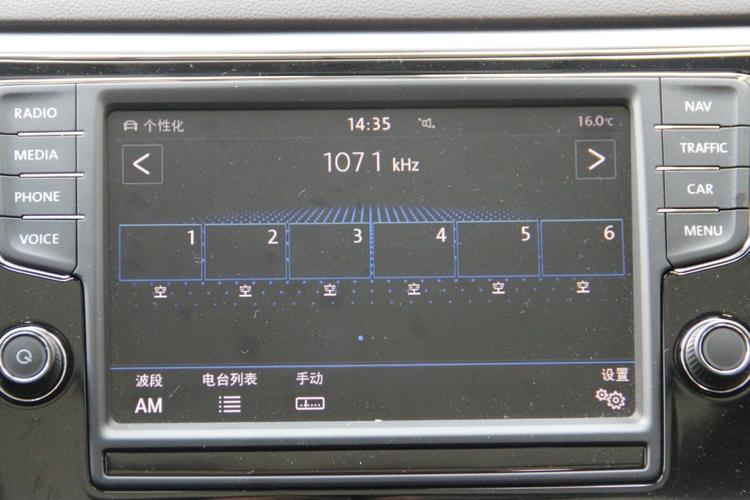 RADIO
MEDIA
PHONE
VOICE
个性化
14:35
16.0℃
1071 kHz
1
2
3
4
5
6
空
空
空
空
空
空
波段
电台列表
手动
设置
AM
NAV
TRAFFIC
CAR
MENU